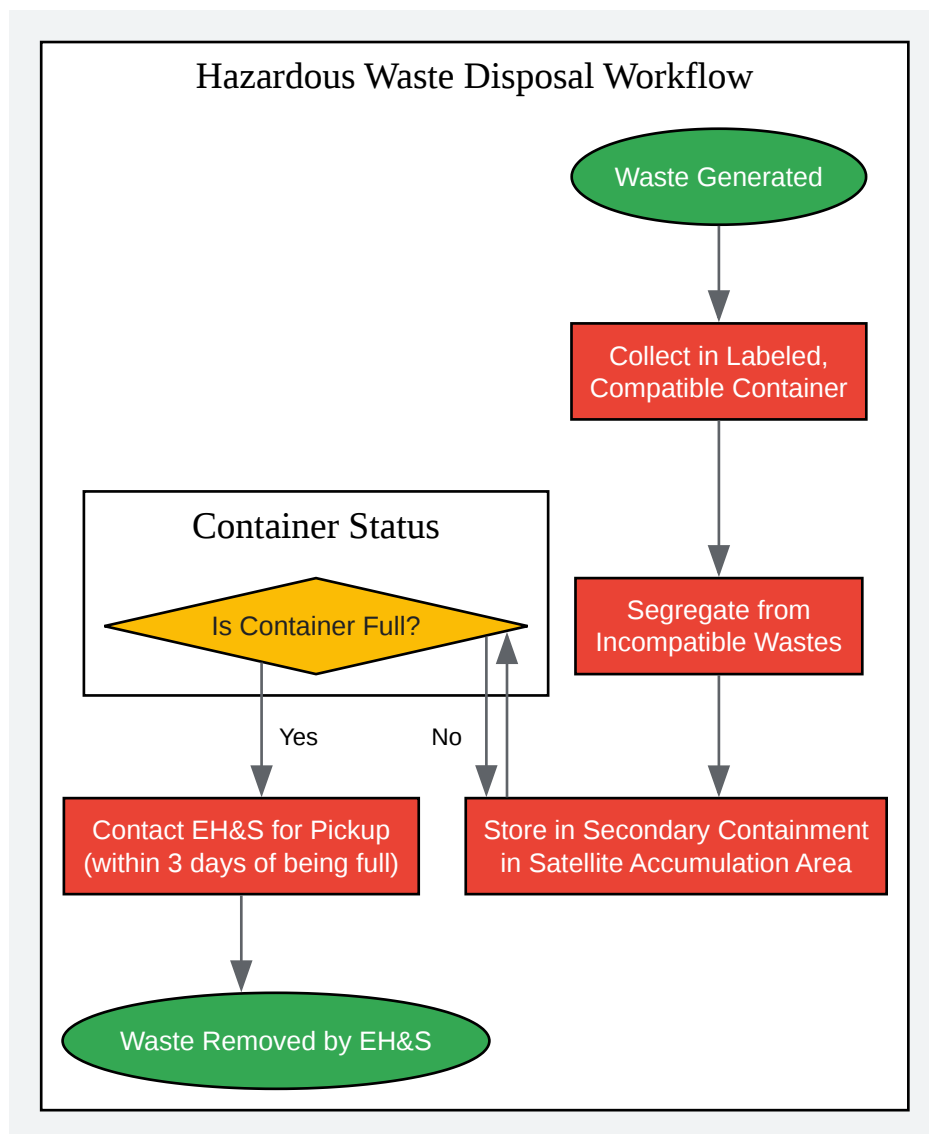 Hazardous Waste Disposal Workflow
Waste Generated
Collect in Labeled,
Compatible Container
Segregate from
Incompatible Wastes
Container Status
Is Container Full?
Yes
No
Store in Secondary Containment
in Satellite Accumulation Area
Contact EH&S for Pickup
(within 3 days of being full)
Waste Removed by EH&S